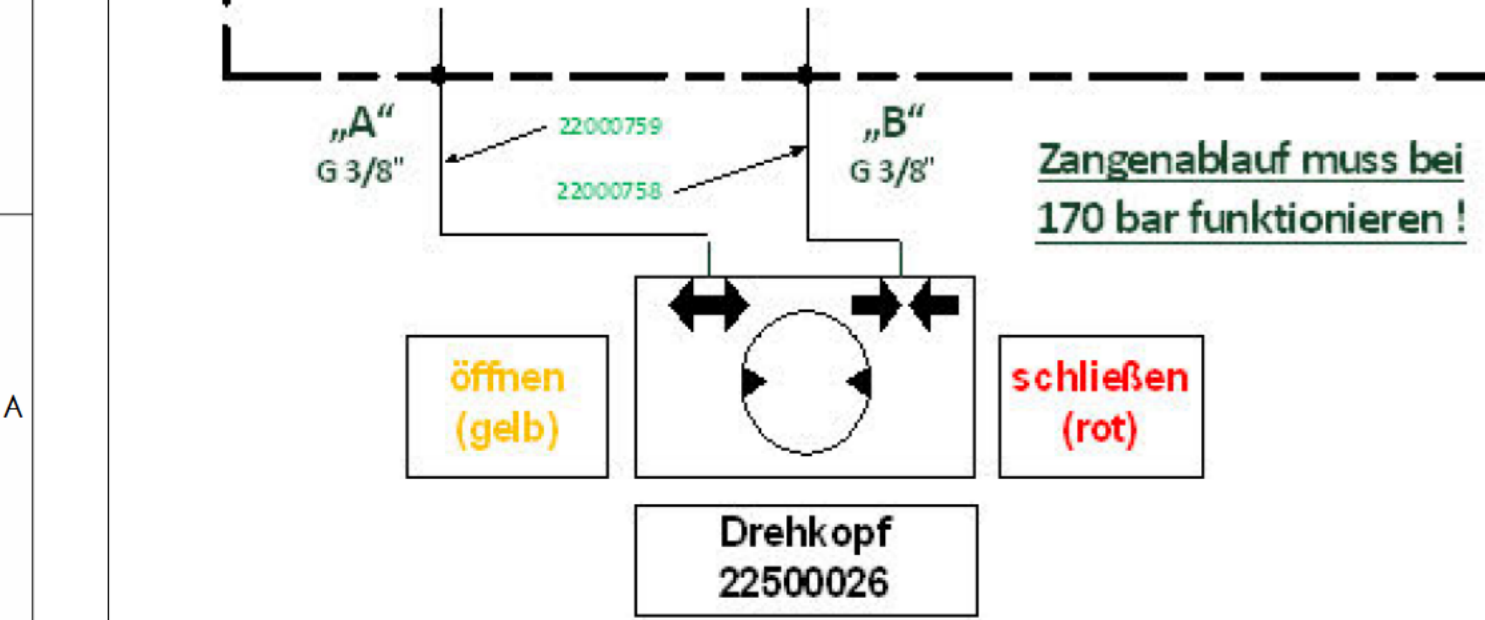 „A“
G 3/8"
22000759
22000758
„B“
G 3/8"
Zangenablauf muss bei
170 bar funktionieren !
öffnen
(gelb)
schließen
(rot)
A
Drehkopf
22500026